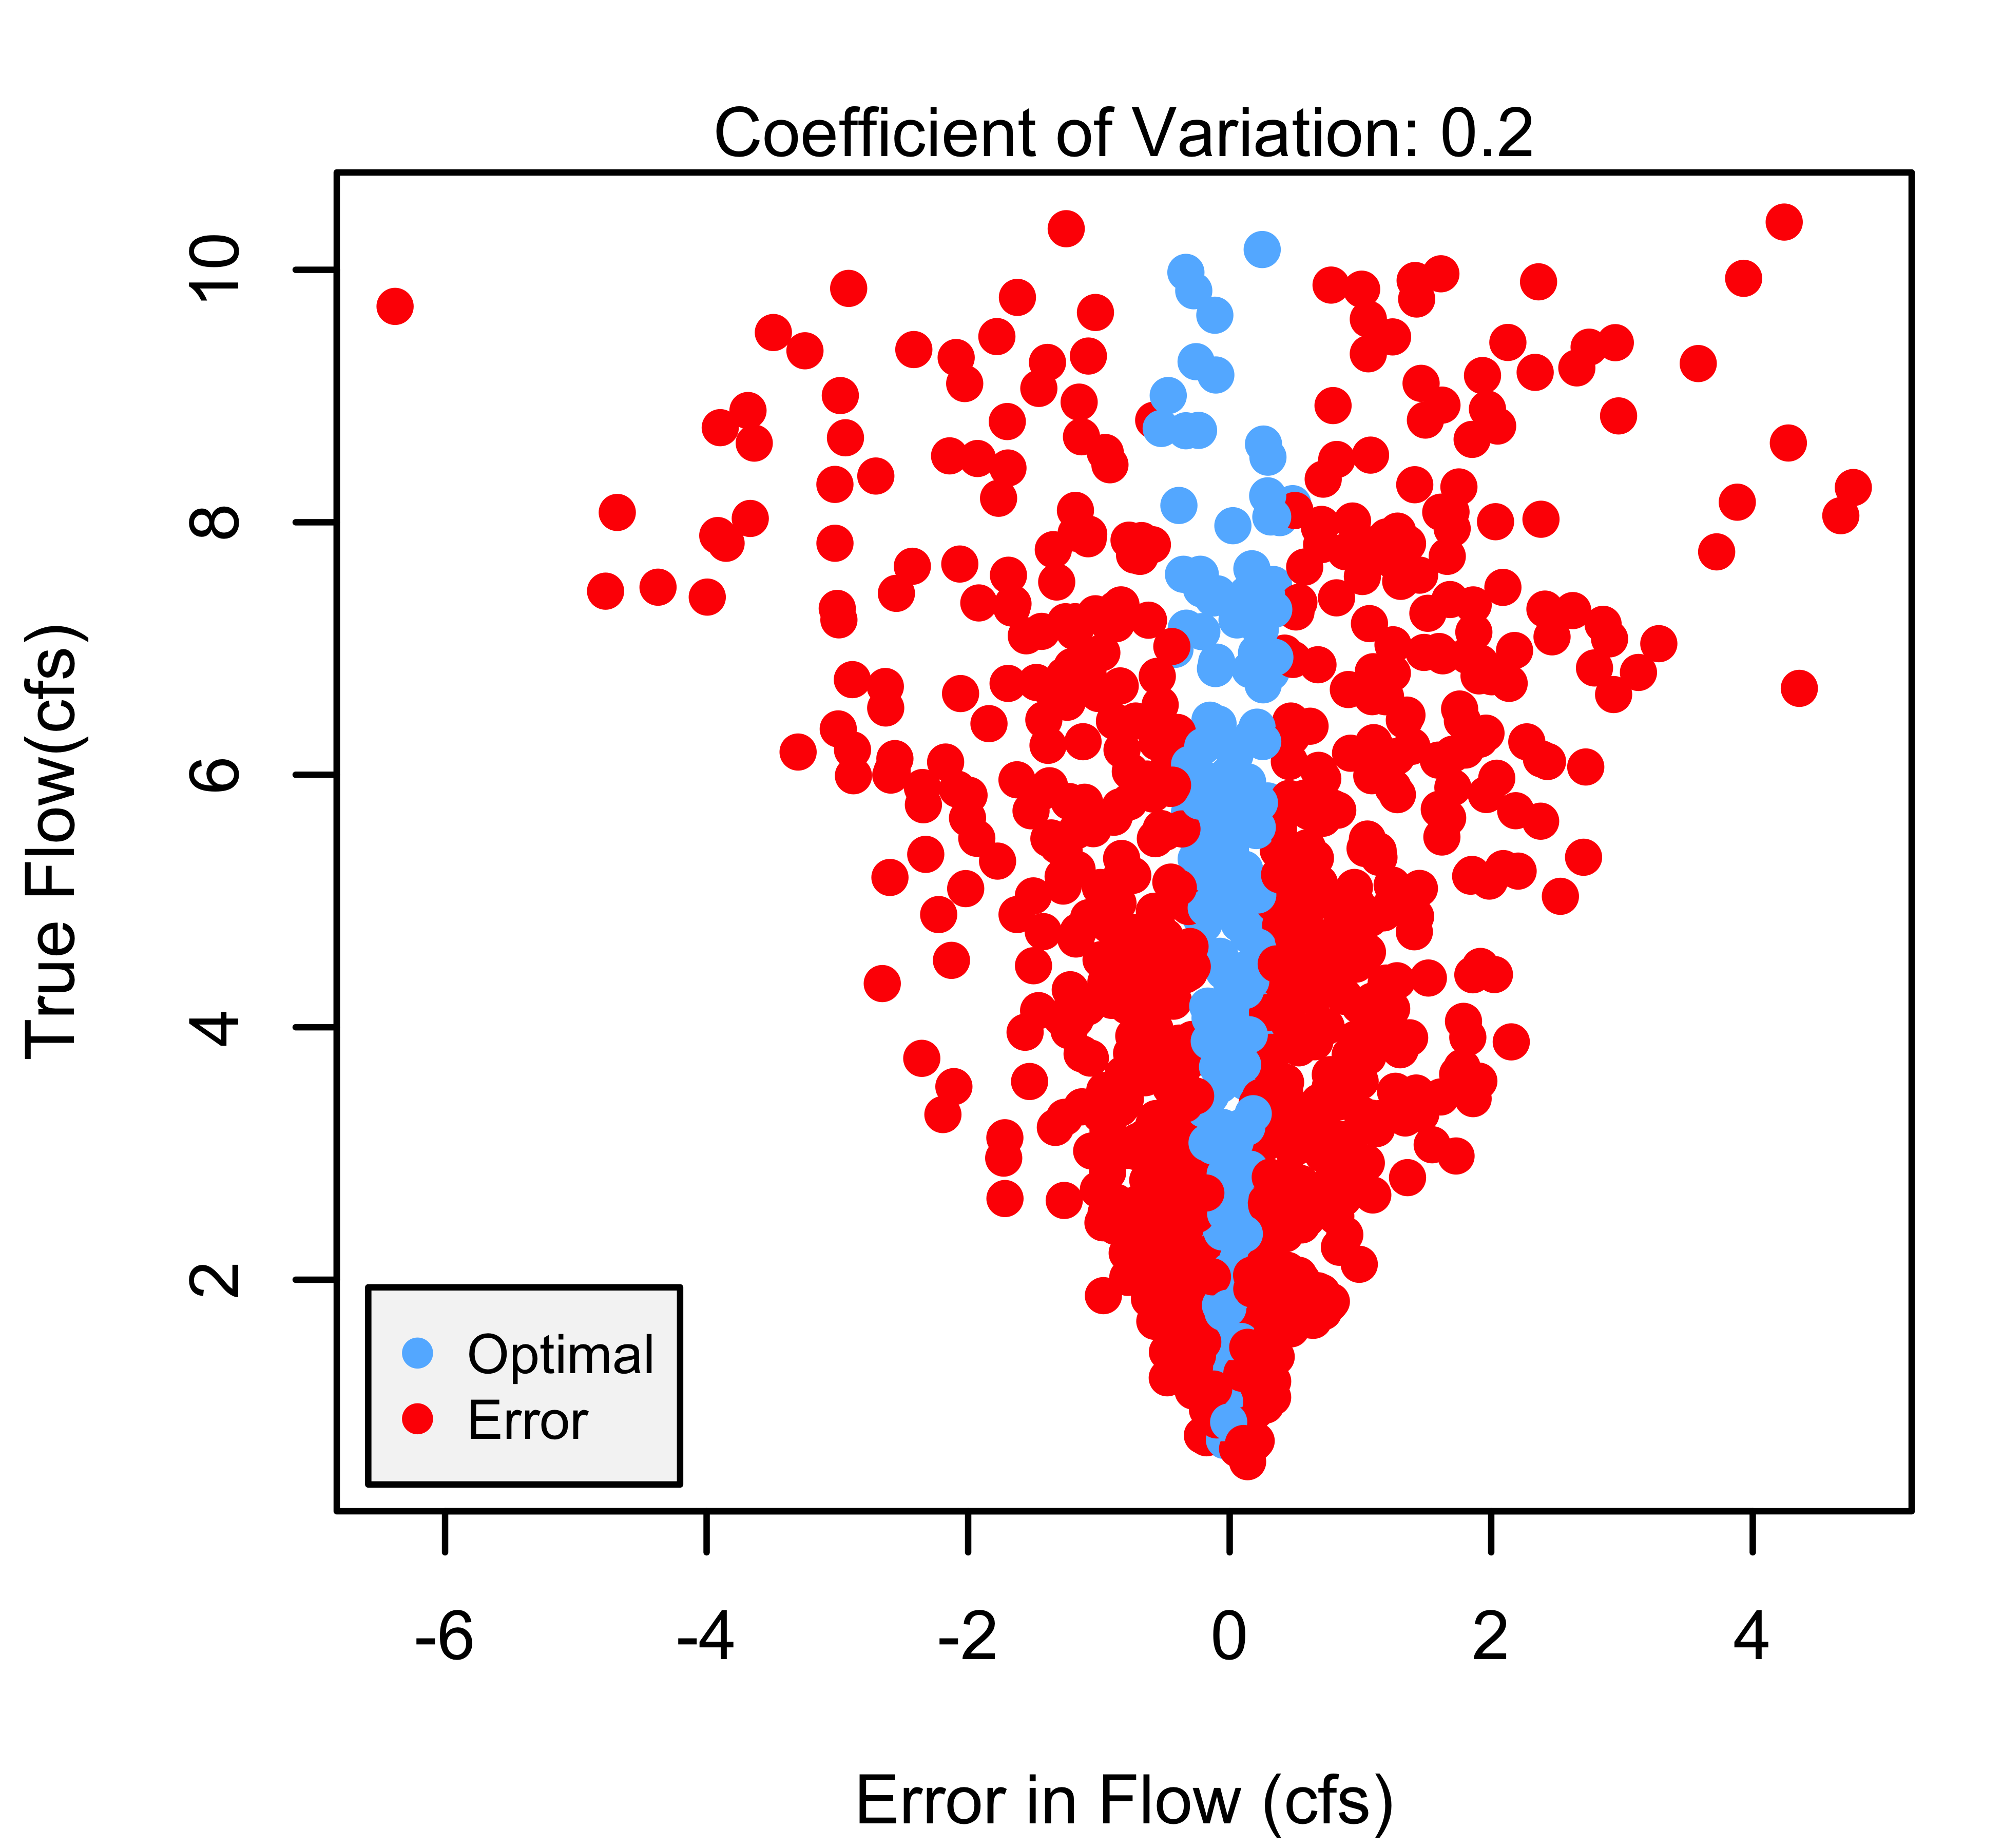 Coefficient of Variation: 0.2
True Flow(cfs)
10
8
6
4
2
Optimal
Error
-6 -4 -2 0 2 4
Error in Flow (cfs)